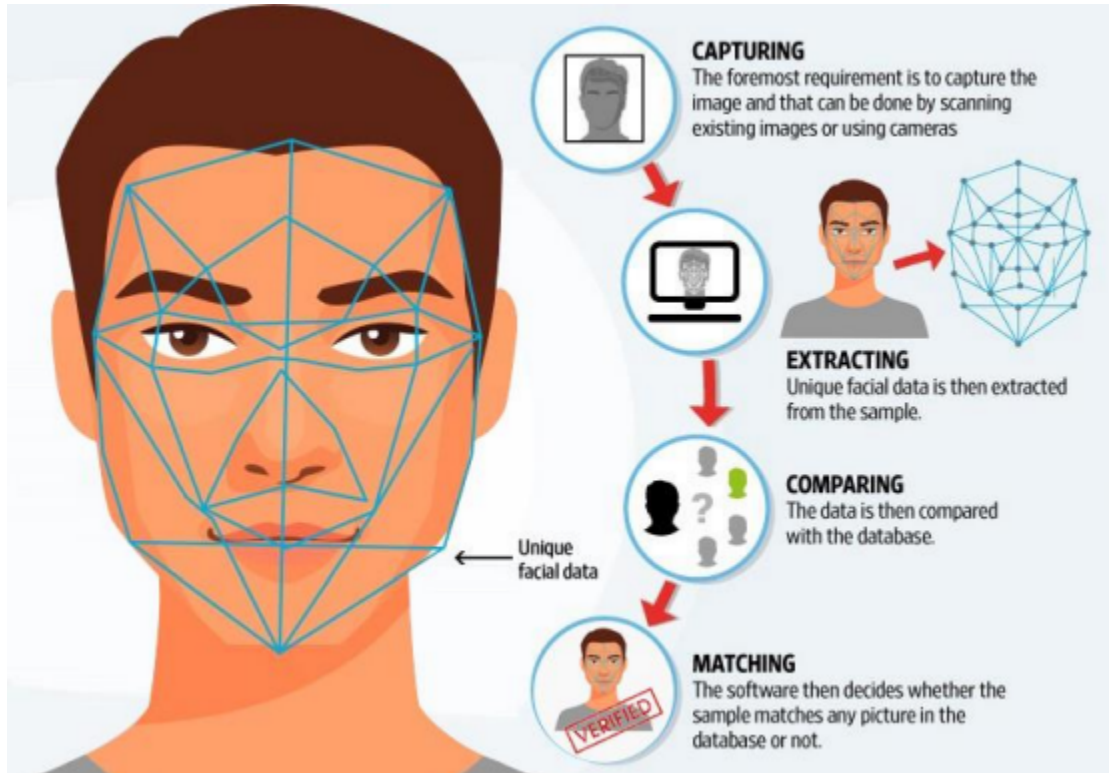 CAPTURING
The foremost requirement is to capture the
image and that can be done by scanning
existing images or using cameras
EXTRACTING
Unique facial data is then extracted
from the sample.
COMPARING
The data is then compared
with the database.
?
Unique
facial data
MATCHING
The software then decides whether the
sample matches any picture in the
database or not.
VERIFIED